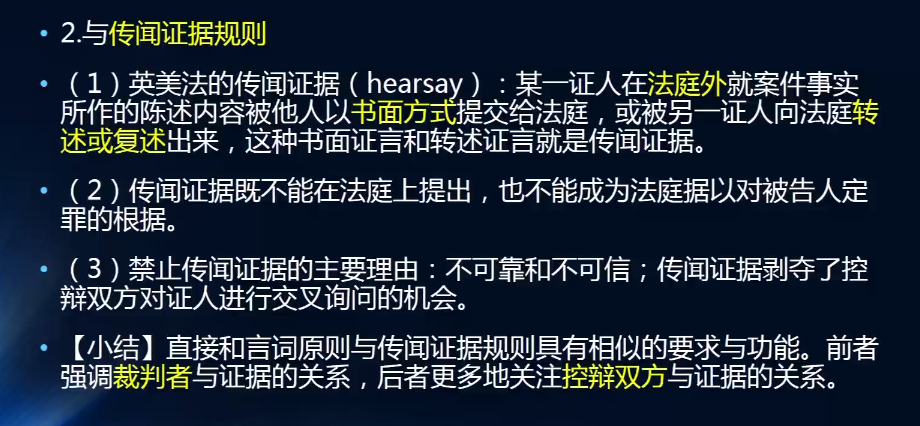 • 2.与传闻证据规则
• （1）英美法的传闻证据（hearsay）：某一证人在法庭外就案件事实
所作的陈述内容被他人以书面方式提交给法庭，或被另一证人向法庭转
述或复述出来，这种书面证言和转述证言就是传闻证据。
• （2）传闻证据既不能在法庭上提出，也不能成为法庭据以对被告人定
罪的根据。
• （3）禁止传闻证据的主要理由：不可靠和不可信；传闻证据剥夺了控
辩双方对证人进行交叉询问的机会。
• 【小结】直接和言词原则与传闻证据规则具有相似的要求与功能。前者
强调裁判者与证据的关系，后者更多地关注控辩双方与证据的关系。